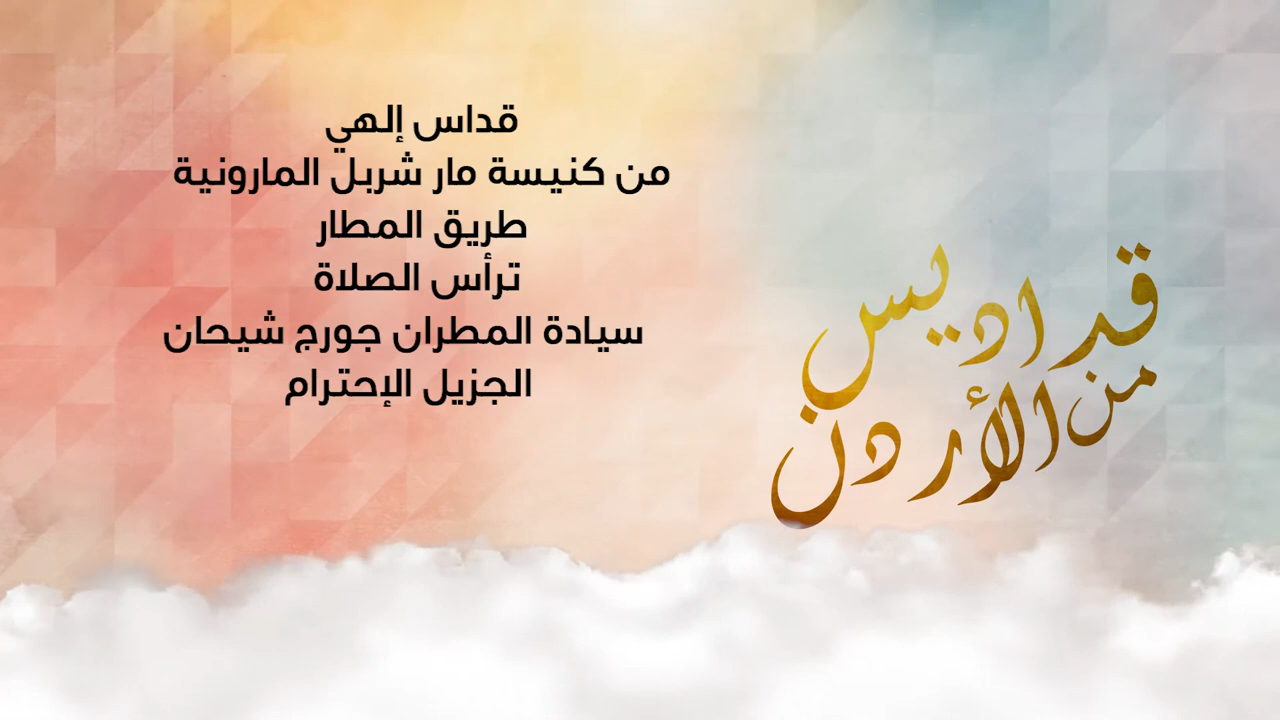 قداس إلهي
من كنيسة مار شربل المارونية
طريق المطار
ترأس الصلاة
سيادة المطران جورج شيحان
الجزيل الإحترام
قداديس
من الأردن